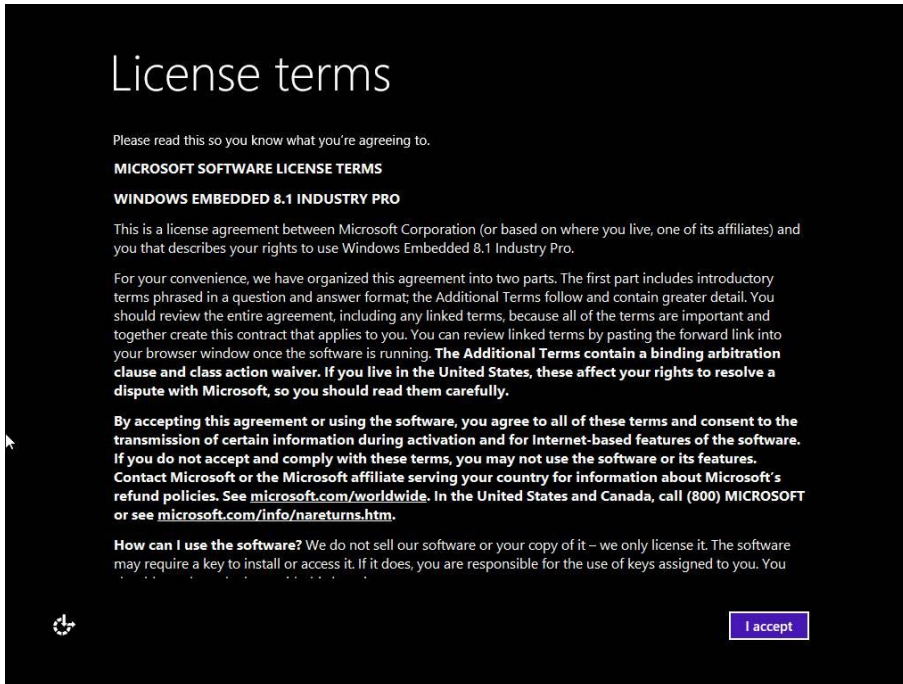 License terms
Please read this so you know what you're agreeing to.
MICROSOFT SOFTWARE LICENSE TERMS
WINDOWS EMBEDDED 8.1 INDUSTRY PRO
This is a license agreement between Microsoft Corporation (or based on where you live, one of its affiliates) and
you that describes your rights to use Windows Embedded 8.1 Industry Pro.
For your convenience, we have organized this agreement into two parts. The first part includes introductory
terms phrased in a question and answer format; the Additional Terms follow and contain greater detail. You
should review the entire agreement, including any linked terms, because all of the terms are important and
together create this contract that applies to you. You can review linked terms by pasting the forward link into
your browser window once the software is running. The Additional Terms contain a binding arbitration
clause and class action waiver. If you live in the United States, these affect your rights to resolve a
dispute with Microsoft, so you should read them carefully.
By accepting this agreement or using the software, you agree to all of these terms and consent to the
transmission of certain information during activation and for Internet-based features of the software.
If you do not accept and comply with these terms, you may not use the software or its features.
Contact Microsoft or the Microsoft affiliate serving your country for information about Microsoft's
refund policies. See microsoft.com/worldwide. In the United States and Canada, call (800) MICROSOFT
or see microsoft.com/info/nareturns.htm.
How can I use the software? We do not sell our software or your copy of it – we only license it. The software
may require a key to install or access it. If it does, you are responsible for the use of keys assigned to you. You
I accept